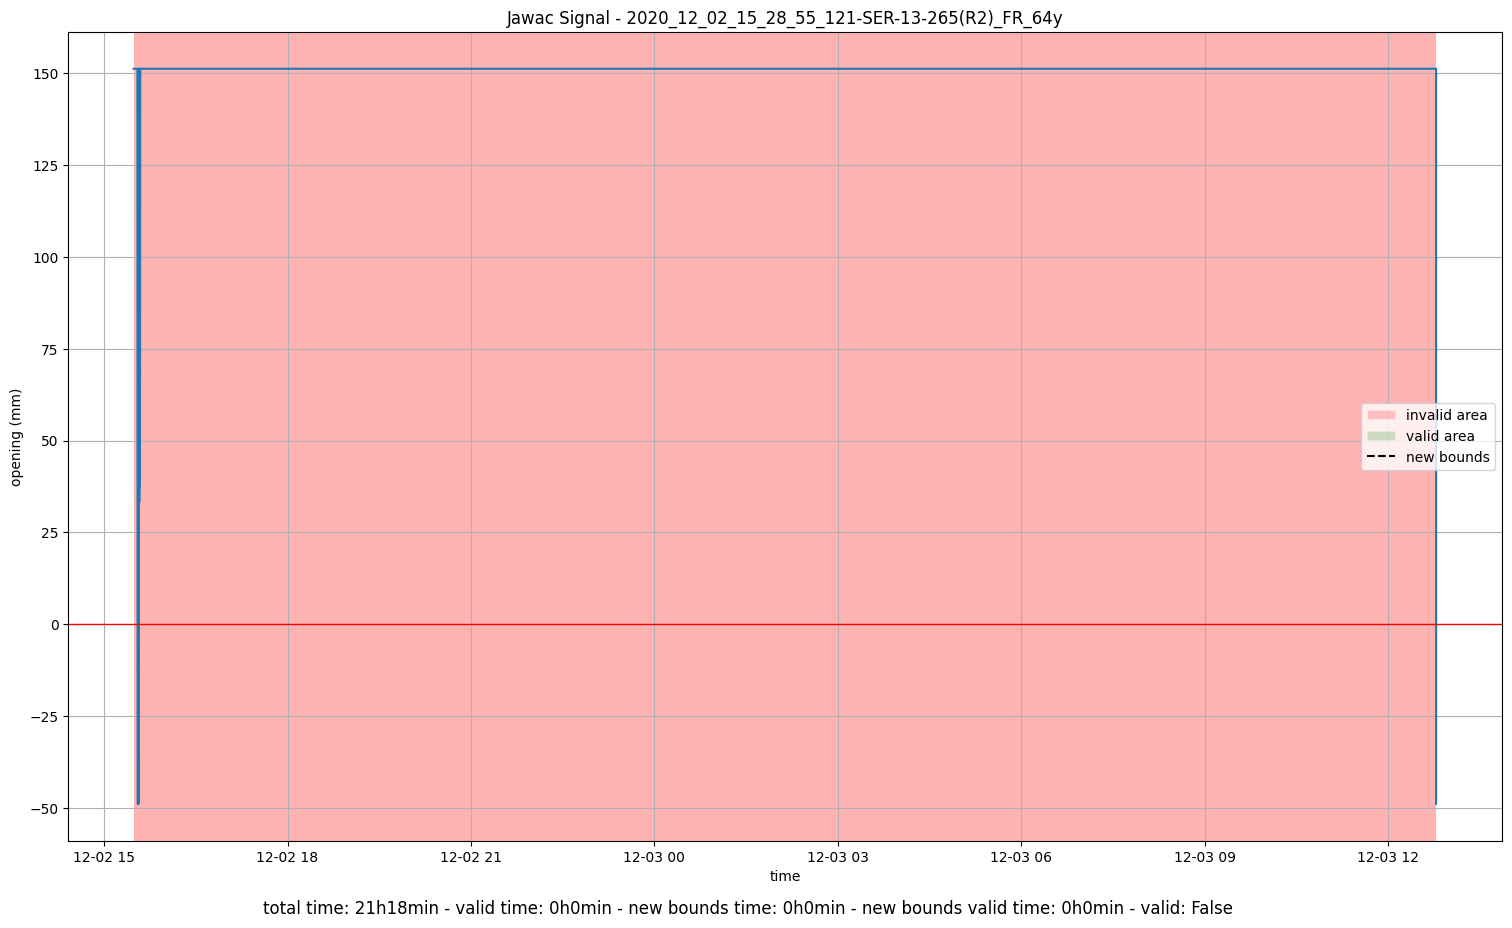 Jawac Signal - 2020_12_02_15_28_55_121-SER-13-265(R2)_FR_64y
150
125
100
75
50
25
0
−25
−50
opening (mm)
invalid area
valid area
new bounds
12-02 15
12-02 18
12-02 21
12-03 00
12-03 03
12-03 06
12-03 09
12-03 12
time
total time: 21h18min - valid time: 0h0min - new bounds time: 0h0min - new bounds valid time: 0h0min - valid: False